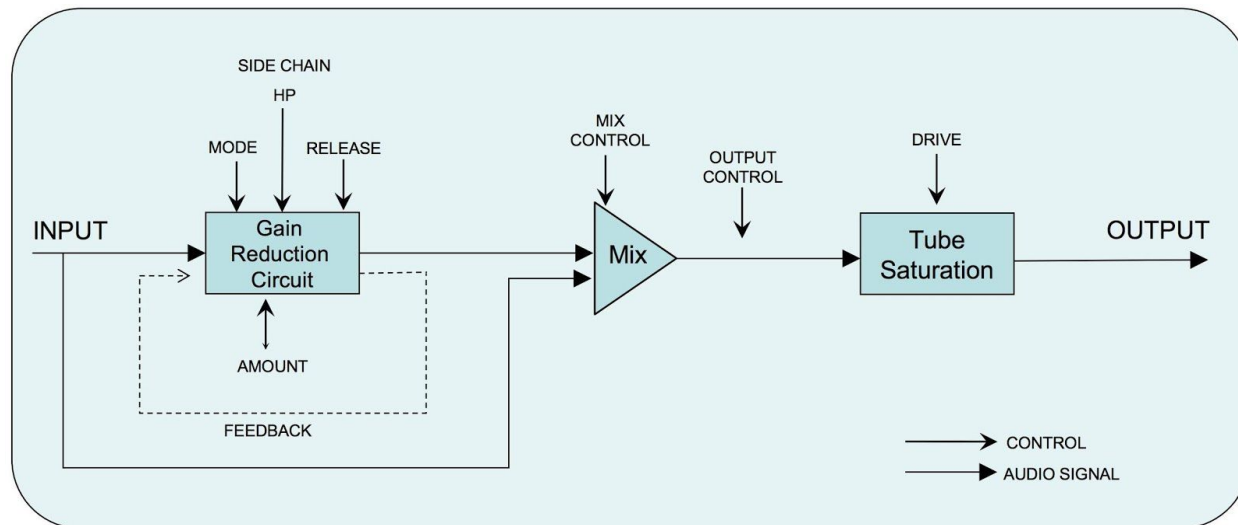 SIDE CHAIN
HP
MODE
RELEASE
MIX
CONTROL
OUTPUT
CONTROL
DRIVE
INPUT
Gain
Reduction
Circuit
Mix
Tube
Saturation
OUTPUT
AMOUNT
FEEDBACK
CONTROL
AUDIO SIGNAL